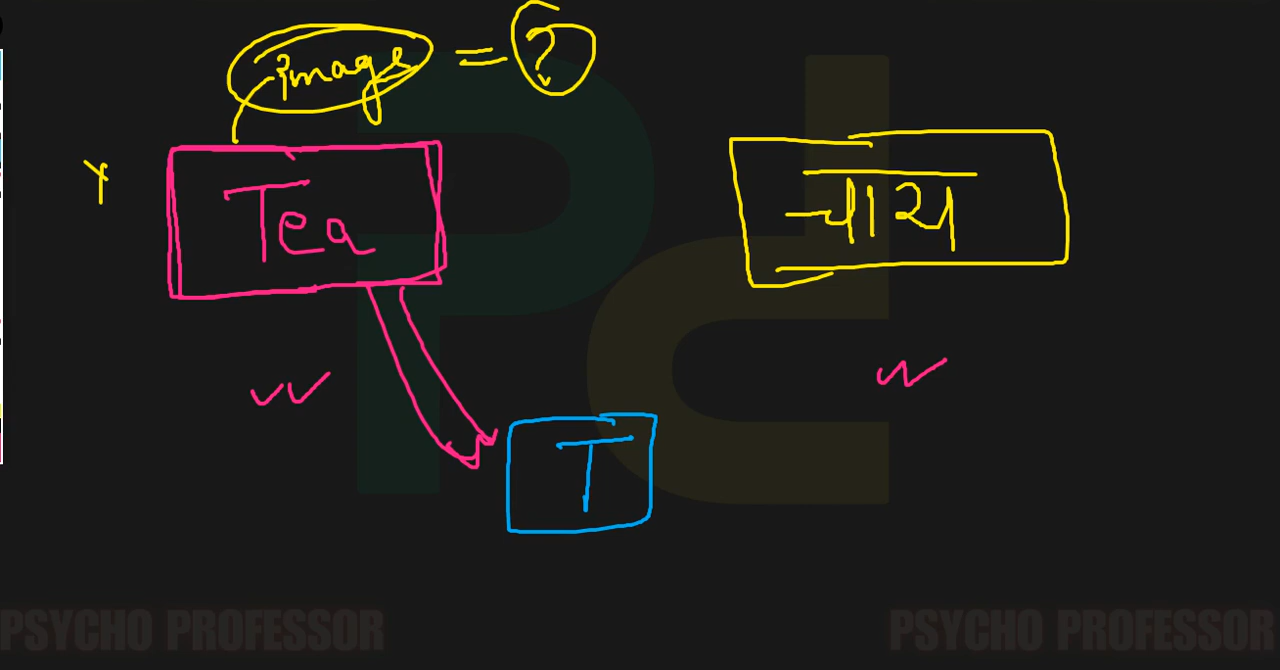 image = ?
Tea
चाय
T
PSYCHO PROFESSOR PSYCHO PROFESSOR